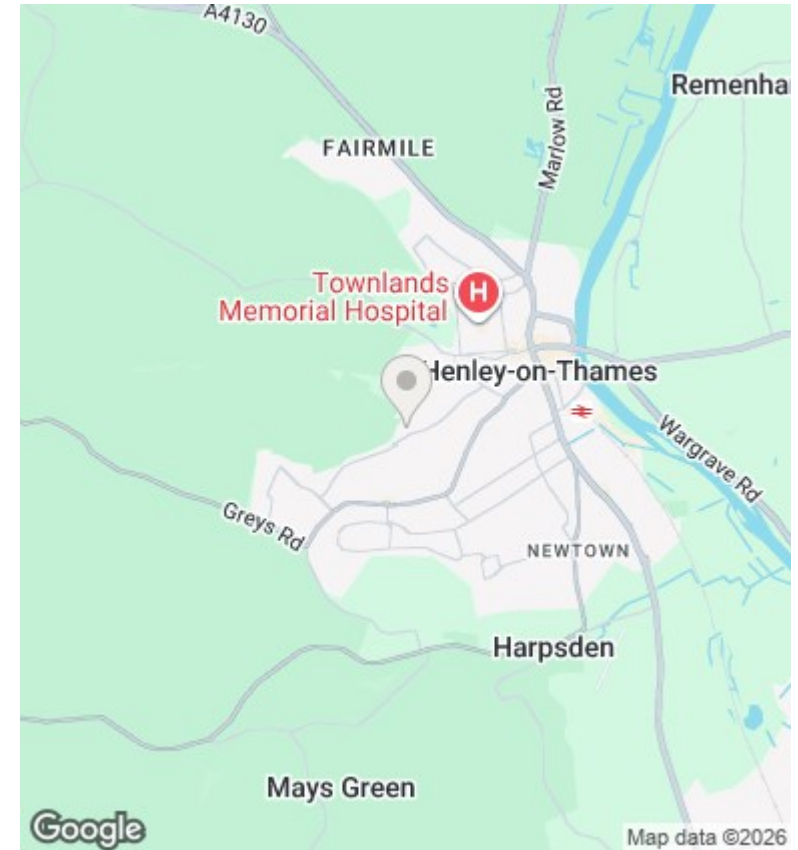 A4130
Marlow Rd
Remenha
FAIRMILE
Townlands
Memorial Hospital
H
Henley-on-Thames
Wargrave Rd
Greys Rd
NEWTOWN
Harpsden
Mays Green
Google
Map data ©2026